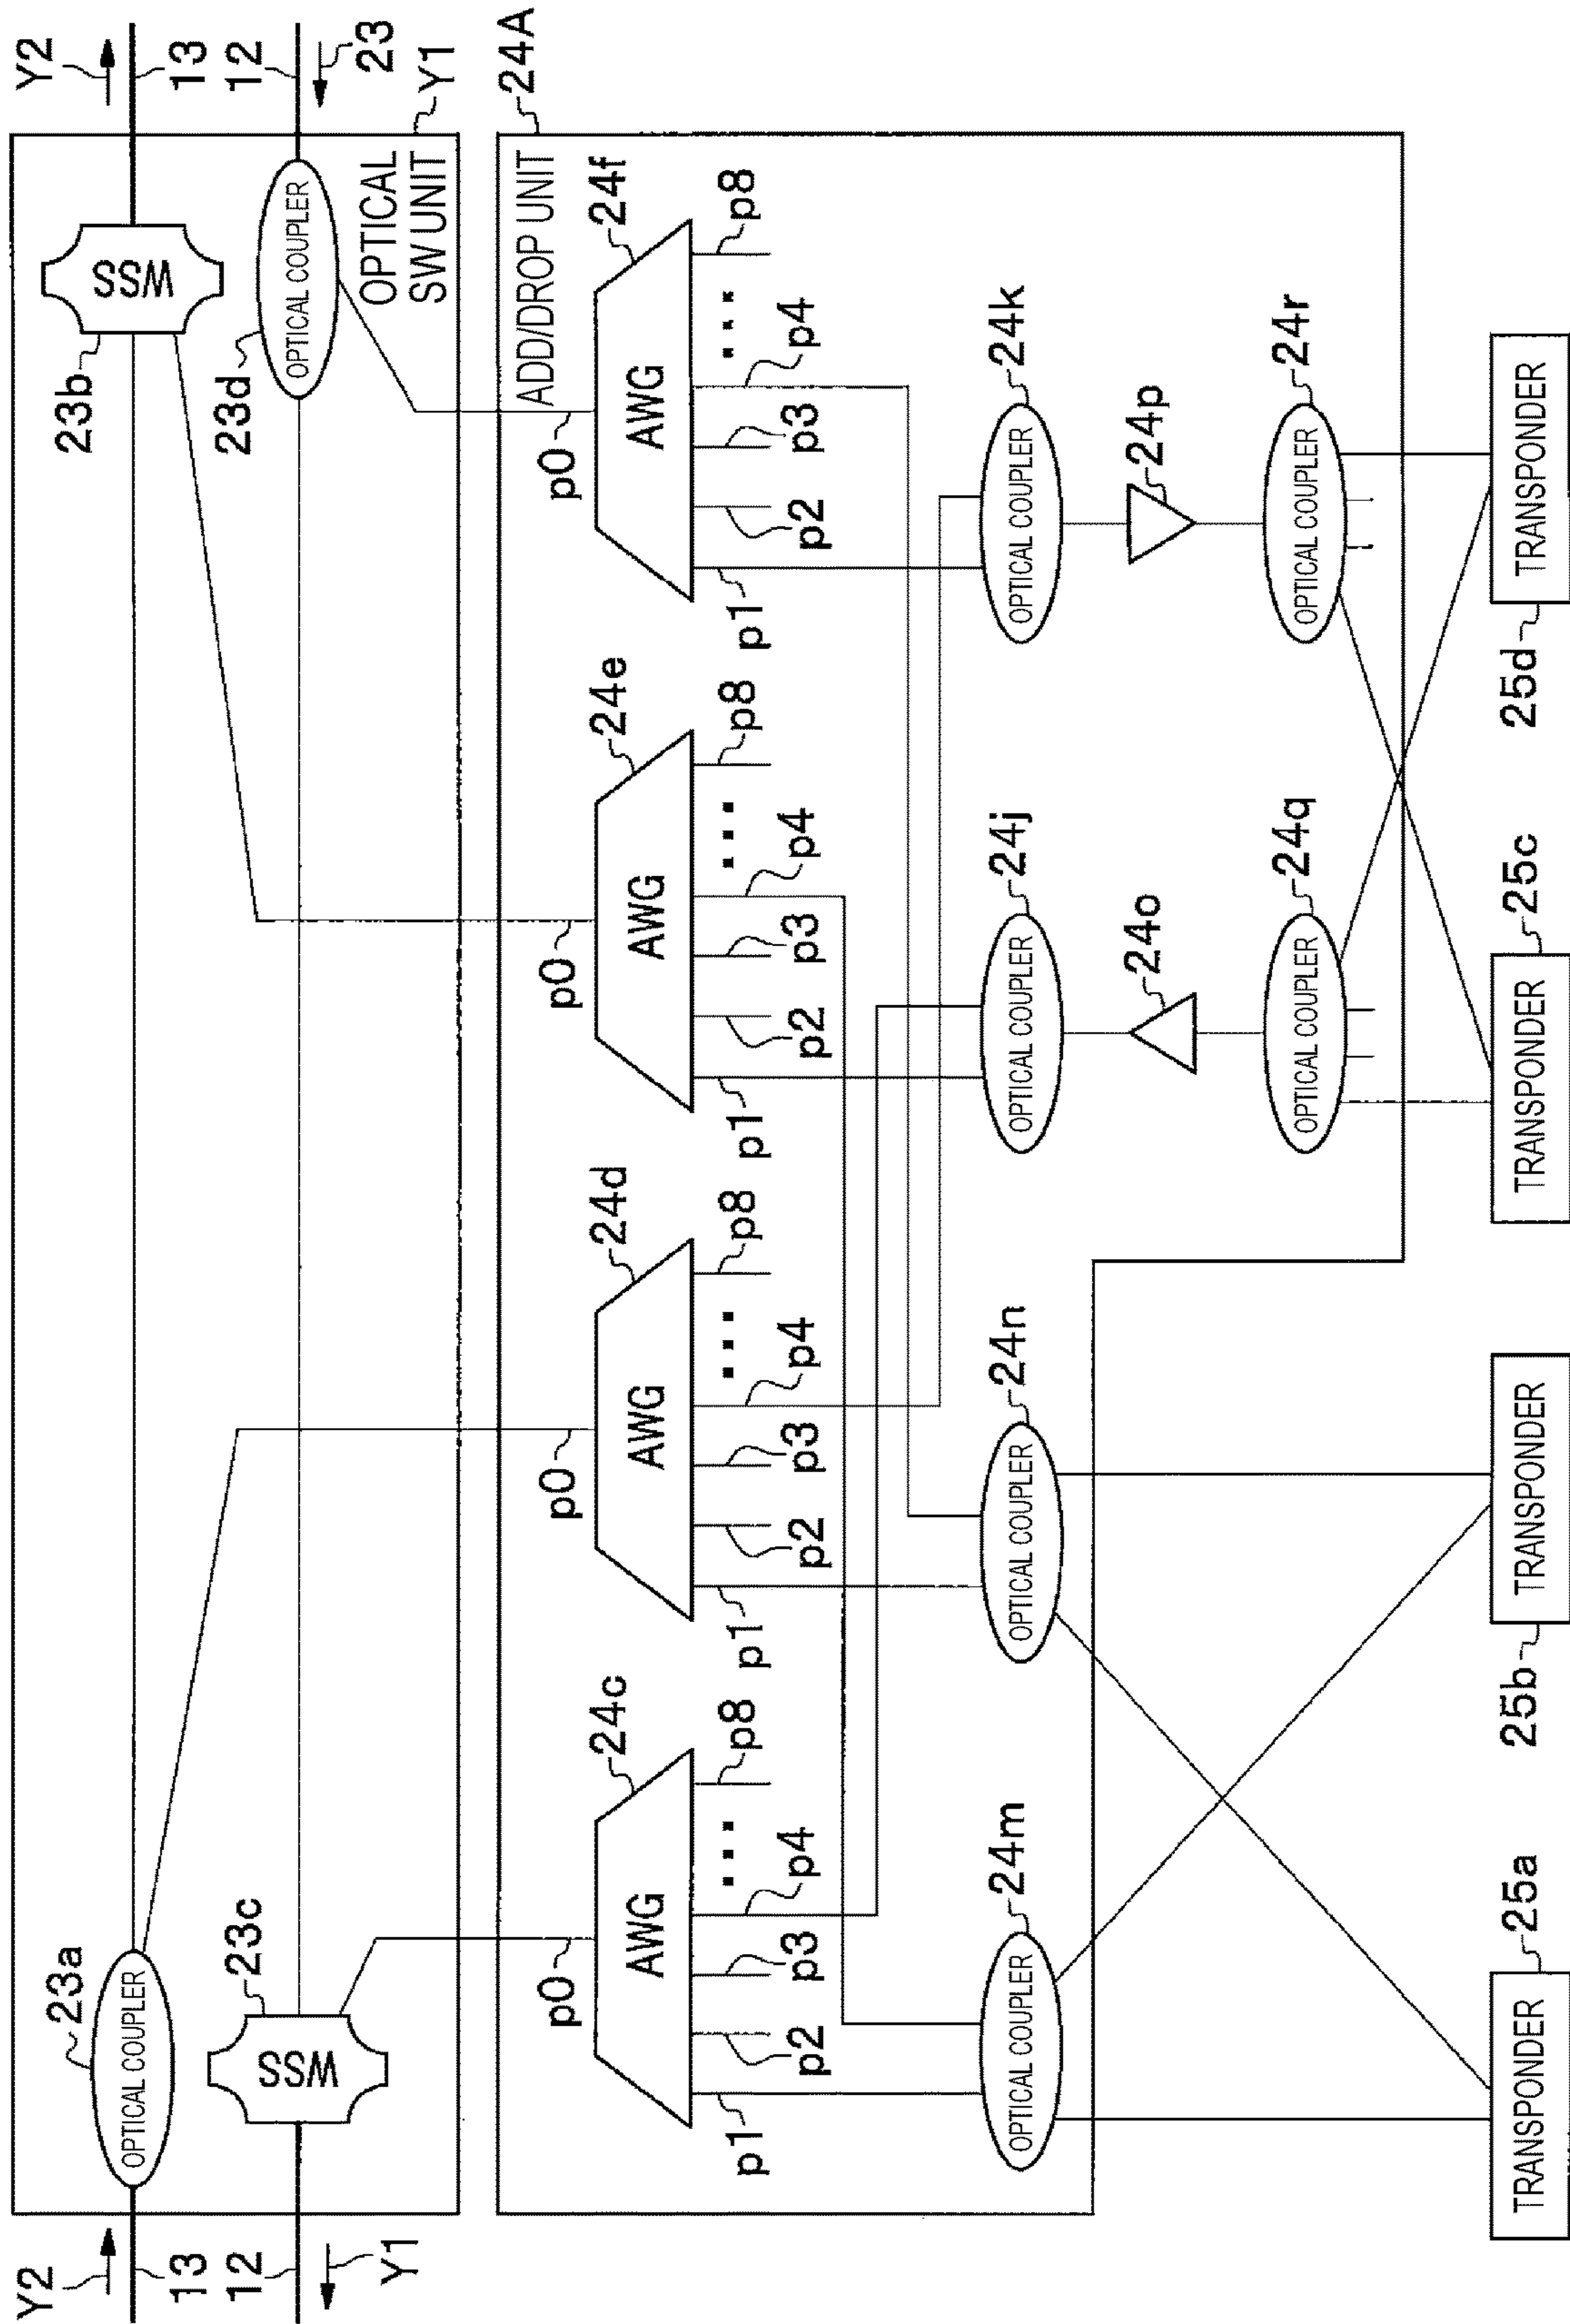 Y2
13
12
Y1
23a
OPTICAL COUPLER
WSS
23c
WSS
23b
OPTICAL COUPLER
23d
OPTICAL
SW UNIT
Y2
13
12
23
Y1
24A
ADD/DROP UNIT
p0
AWG
24c
p1
p2
p3
p4
p8
p0
AWG
24d
p1
p2
p3
p4
p8
p0
AWG
24e
p1
p2
p3
p4
p8
p0
AWG
24f
p1
p2
p3
p4
p8
OPTICAL COUPLER
24m
OPTICAL COUPLER
24n
OPTICAL COUPLER
24j
OPTICAL COUPLER
24k
24o
24p
OPTICAL COUPLER
24q
OPTICAL COUPLER
24r
TRANSPONDER
25a
TRANSPONDER
25b
TRANSPONDER
25c
TRANSPONDER
25d